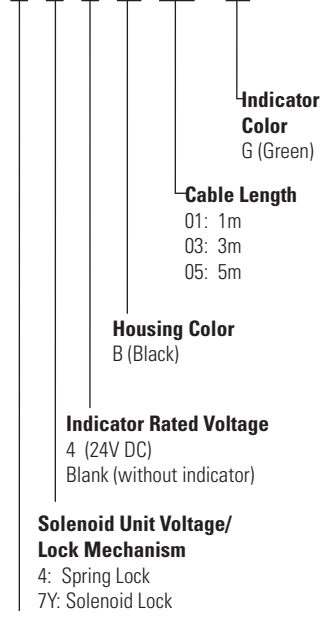 Indicator
Color
G (Green)
Cable Length
01: 1m
03: 3m
05: 5m
Housing Color
B (Black)
Indicator Rated Voltage
4 (24V DC)
Blank (without indicator)
Solenoid Unit Voltage/
Lock Mechanism
4: Spring Lock
7Y: Solenoid Lock